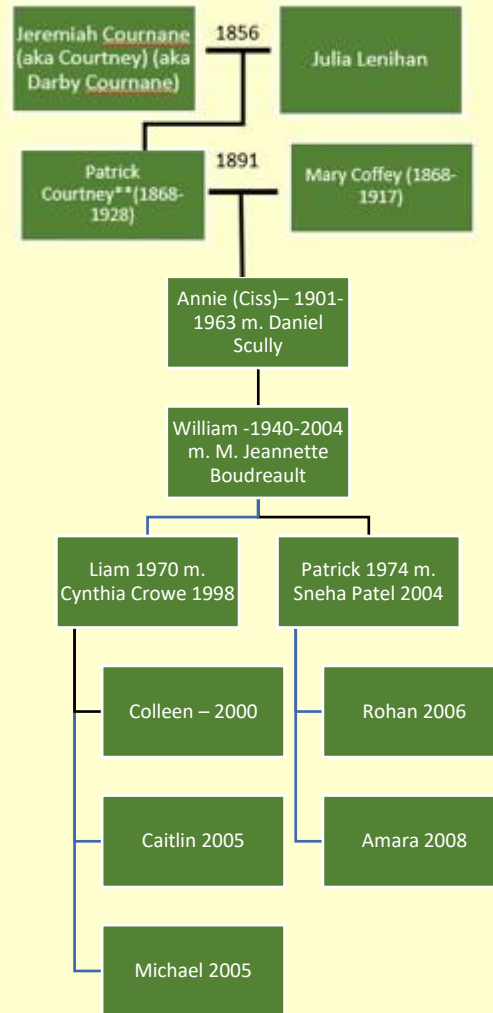 Jeremiah Cournane
(aka Courtney) (aka
Darby Cournane)
1856
Julia Lenihan
Patrick
Courtney**(1868-
1928)
1891
Mary Coffey (1868-
1917)
Annie (Ciss)– 1901-
1963 m. Daniel
Scully
William -1940-2004
m. M. Jeannette
Boudreault
Liam 1970 m.
Cynthia Crowe 1998
Patrick 1974 m.
Sneha Patel 2004
Colleen – 2000
Rohan 2006
Caitlin 2005
Amara 2008
Michael 2005